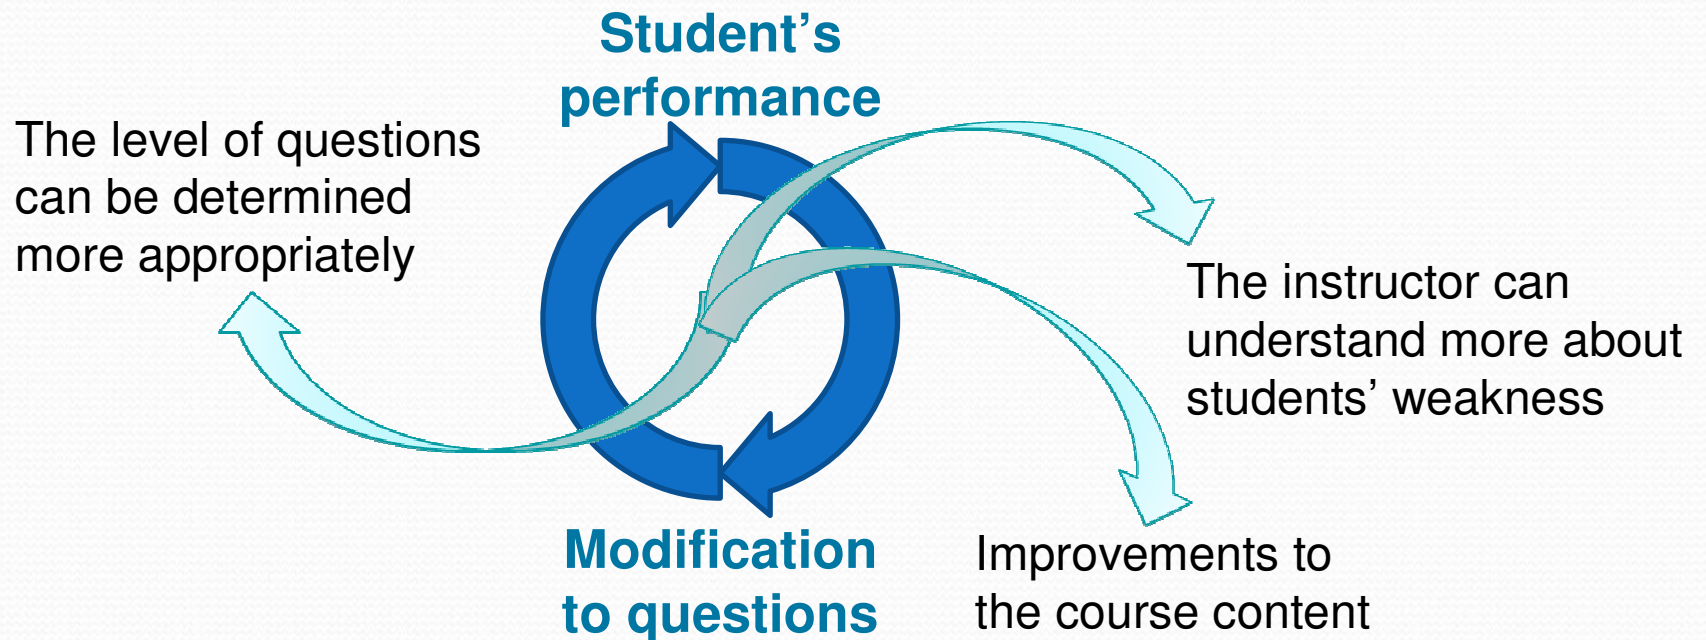 Student’s
performance
The level of questions
can be determined
more appropriately
The instructor can
understand more about
students’ weakness
Modification
to questions
Improvements to
the course content